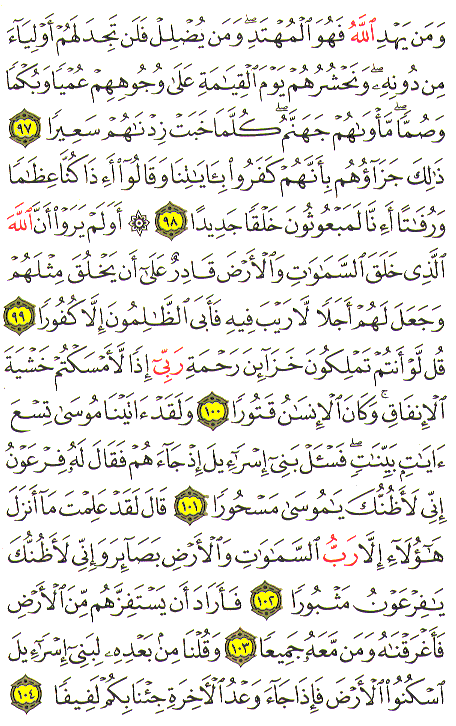 وَمَن يَهْدِ ٱللَّهُ فَهُوَ ٱلْمُهْتَدِ ۖ وَمَن يُضْلِلْ فَلَن تَجِدَ لَهُمْ أَوْلِيَآءَ
مِن دُونِهِۦ ۖ وَنَحْشُرُهُمْ يَوْمَ ٱلْقِيَـٰمَةِ عَلَىٰ وُجُوهِهِمْ عُمْيًا وَبُكْمًا
وَصُمًّا ۖ مَّأْوَىٰهُمْ جَهَنَّمُ ۖ كُلَّمَا خَبَتْ زِدْنَـٰهُمْ سَعِيرًا ٩٧
ذَٰلِكَ جَزَآؤُهُم بِأَنَّهُمْ كَفَرُوا۟ بِـَٔايَـٰتِنَا وَقَالُوٓا۟ أَءِذَا كُنَّا عِظَـٰمًا
وَرُفَـٰتًا أَءِنَّا لَمَبْعُوثُونَ خَلْقًا جَدِيدًا ٩٨ ۞ أَوَلَمْ يَرَوْا۟ أَنَّ ٱللَّهَ
ٱلَّذِى خَلَقَ ٱلسَّمَـٰوَٰتِ وَٱلْأَرْضَ قَادِرٌ عَلَىٰٓ أَن يَخْلُقَ مِثْلَهُمْ
وَجَعَلَ لَهُمْ أَجَلًا لَّا رَيْبَ فِيهِ فَأَبَى ٱلظَّـٰلِمُونَ إِلَّا كُفُورًا ٩٩
قُل لَّوْ أَنتُمْ تَمْلِكُونَ خَزَآئِنَ رَحْمَةِ رَبِّىٓ إِذًا لَّأَمْسَكْتُمْ خَشْيَةَ
ٱلْإِنفَاقِ ۚ وَكَانَ ٱلْإِنسَـٰنُ قَتُورًا ١٠٠ وَلَقَدْ ءَاتَيْنَا مُوسَىٰ تِسْعَ
ءَايَـٰتٍۭ بَيِّنَـٰتٍ ۖ فَسْـَٔلْ بَنِىٓ إِسْرَٰٓءِيلَ إِذْ جَآءَهُمْ فَقَالَ لَهُۥ فِرْعَوْنُ
إِنِّى لَأَظُنُّكَ يَـٰمُوسَىٰ مَسْحُورًا ١٠١ قَالَ لَقَدْ عَلِمْتَ مَآ أَنزَلَ
هَـٰٓؤُلَآءِ إِلَّا رَبُّ ٱلسَّمَـٰوَٰتِ وَٱلْأَرْضِ بَصَآئِرَ وَإِنِّى لَأَظُنُّكَ
يَـٰفِرْعَوْنُ مَثْبُورًا ١٠٢ فَأَرَادَ أَن يَسْتَفِزَّهُم مِّنَ ٱلْأَرْضِ
فَأَغْرَقْنَـٰهُ وَمَن مَّعَهُۥ جَمِيعًا ١٠٣ وَقُلْنَا مِنۢ بَعْدِهِۦ لِبَنِىٓ إِسْرَٰٓءِيلَ
ٱسْكُنُوا۟ ٱلْأَرْضَ فَإِذَا جَآءَ وَعْدُ ٱلْـَٔاخِرَةِ جِئْنَا بِكُمْ لَفِيفًا ١٠٤